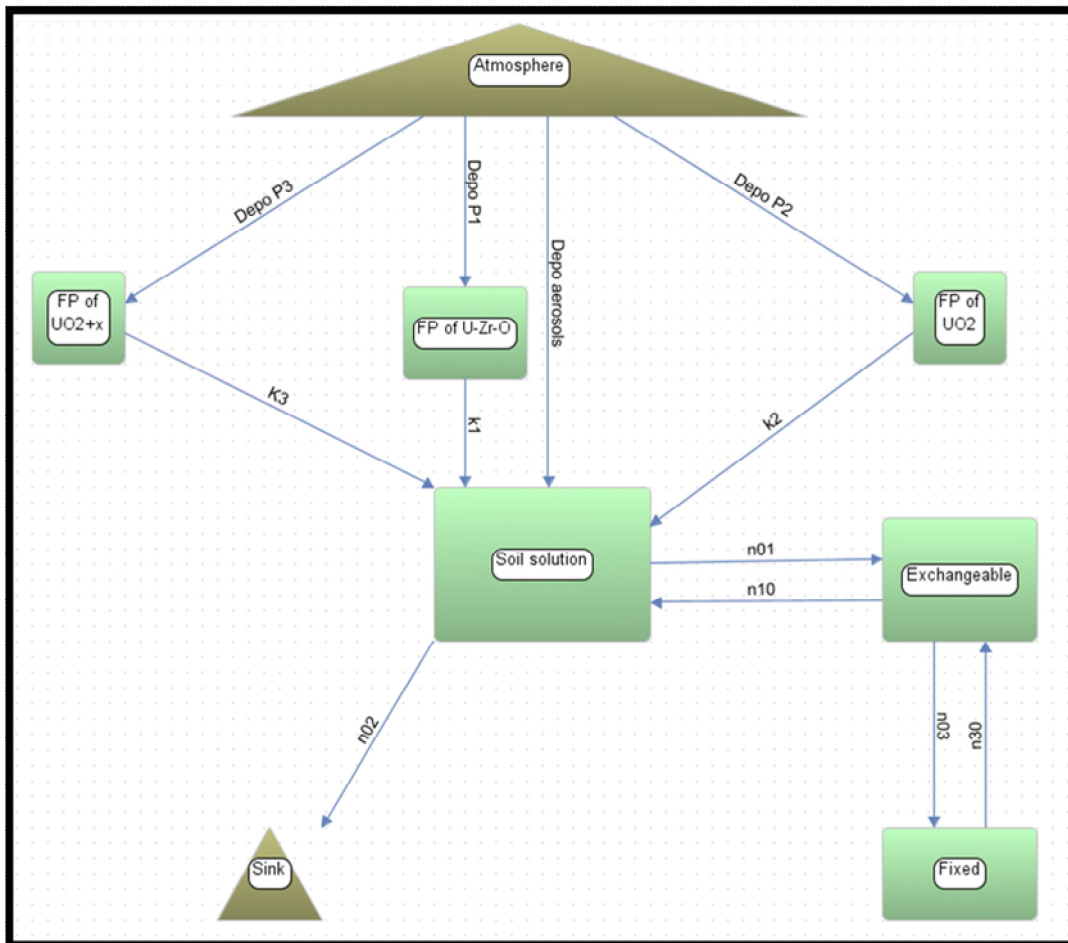 Atmosphere
Depo P3
Depo P1
Depo aerosols
Depo P2
FP of
UO2+x
FP of U-Zr-O
FP of
UO2
K3
k1
k2
Soil solution
n01
n10
Exchangeable
n02
n03
n30
Sink
Fixed